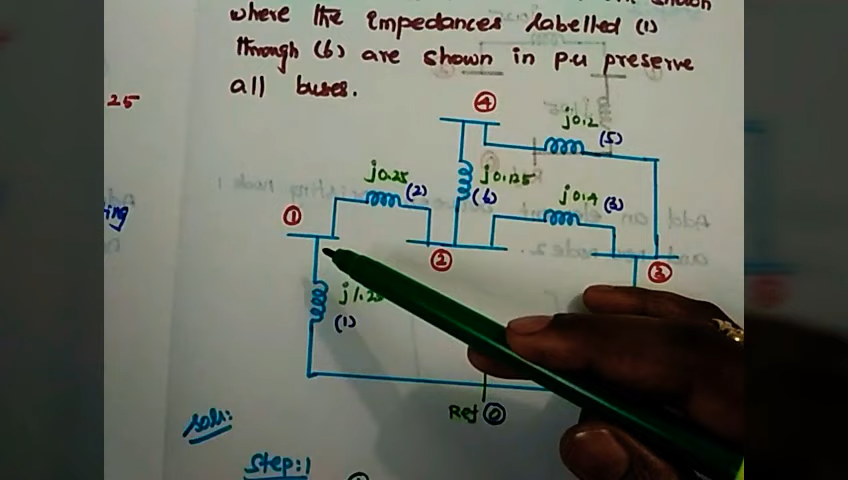 where the impedances labelled (1)
through (6) are shown in p.u preserve
all buses.
25
④
j0.2
(5)
j0.25
(2)
j0.125
(6)
j0.4
(3)
①
②
③
(1)
Ref ⓪
Soln:
Step:1